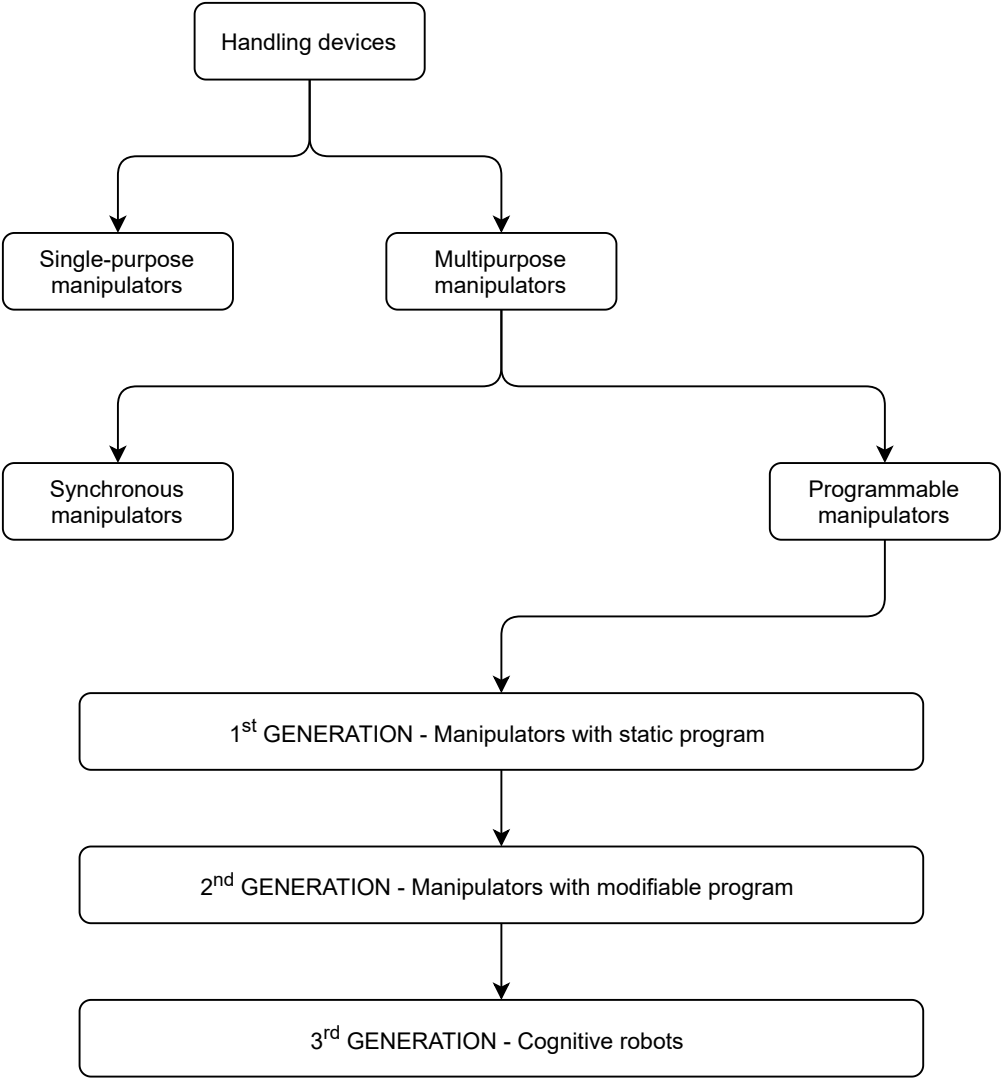 Handling devices
Single-purpose
manipulators
Multipurpose
manipulators
Synchronous
manipulators
Programmable
manipulators
1st GENERATION - Manipulators with static program
2nd GENERATION - Manipulators with modifiable program
3rd GENERATION - Cognitive robots